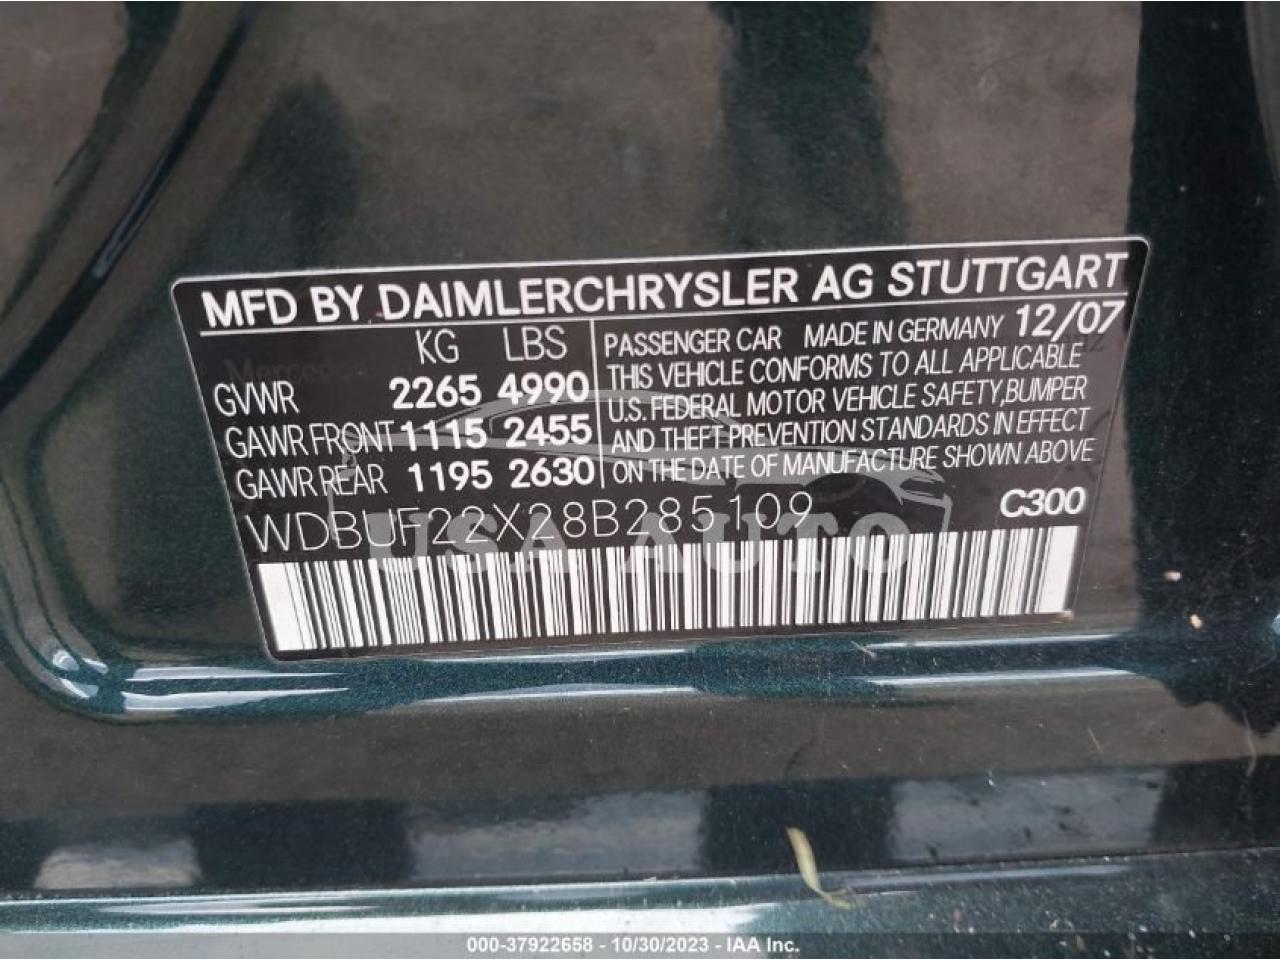 MFD BY DAIMLERCHRYSLER AG STUTTGART
KG LBS
GVWR 2265 4990
GAWR FRONT 1115 2455
GAWR REAR 1195 2630
PASSENGER CAR MADE IN GERMANY 12/07
THIS VEHICLE CONFORMS TO ALL APPLICABLE
U.S. FEDERAL MOTOR VEHICLE SAFETY, BUMPER
AND THEFT PREVENTION STANDARDS IN EFFECT
ON THE DATE OF MANUFACTURE SHOWN ABOVE
WDBUF22X28B285109 C300
USA AUTO
000-37922658 - 10/30/2023 - IAA Inc.